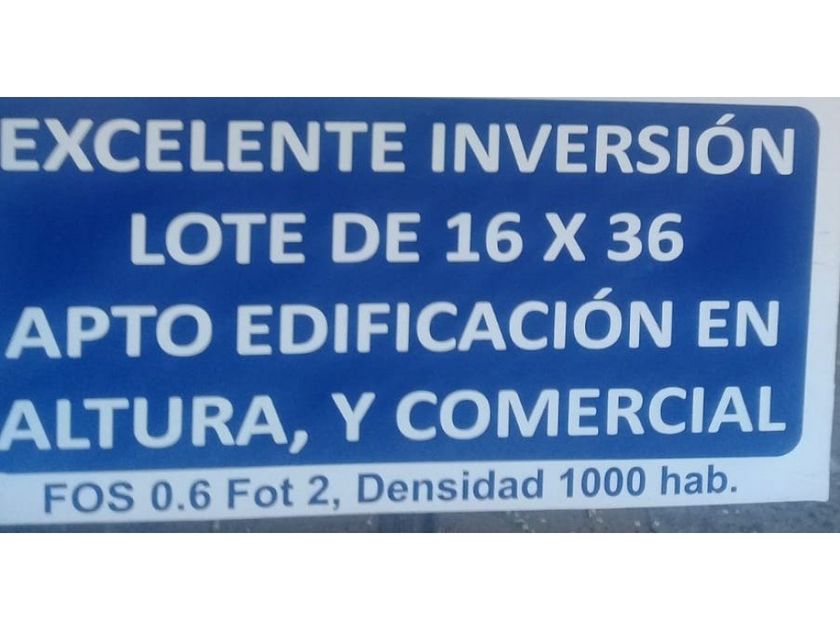 EXCELENTE INVERSIÓN
LOTE DE 16 X 36
APTO EDIFICACIÓN EN
ALTURA, Y COMERCIAL
FOS 0.6 Fot 2, Densidad 1000 hab.